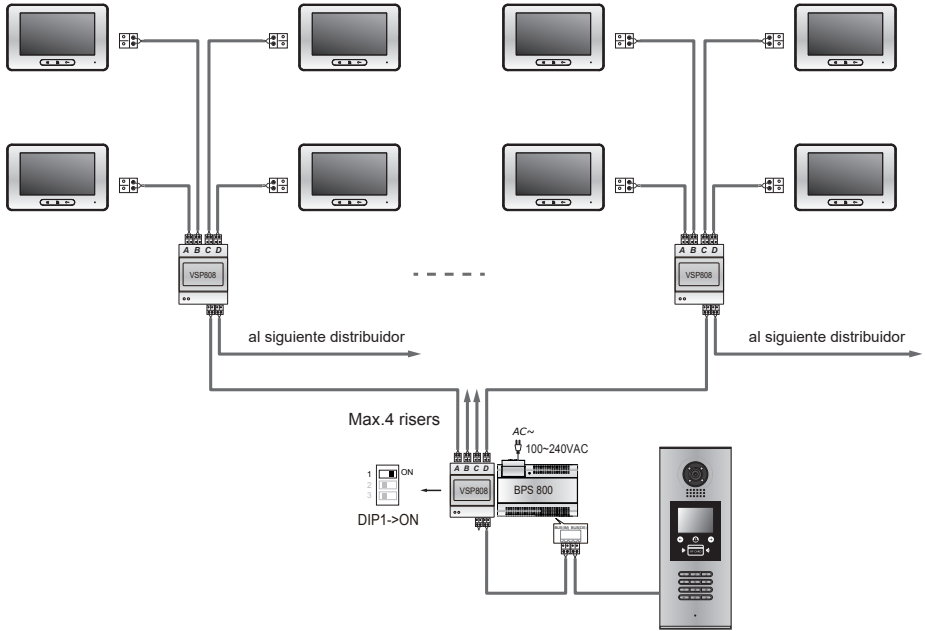 A B C D
VSP808
A B C D
VSP808
al siguiente distribuidor
al siguiente distribuidor
Max.4 risers
AC~
100~240VAC
1 ON
2
3
DIP1->ON
A B C D
VSP808
BPS 800